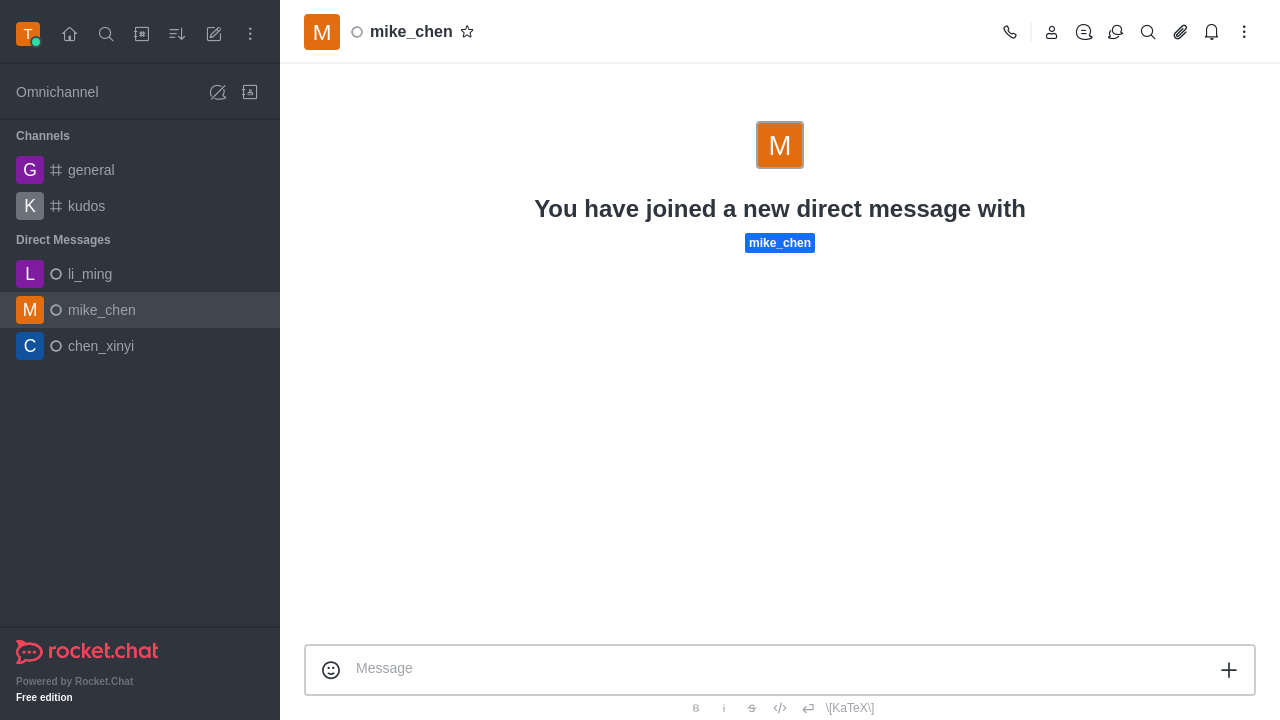 T
Omnichannel
Channels
G general
K kudos
Direct Messages
L li_ming
M mike_chen
C chen_xinyi
rocket.chat
Powered by Rocket.Chat
Free edition
M mike_chen
M
You have joined a new direct message with
mike_chen
Message
B i S \[KaTeX\]